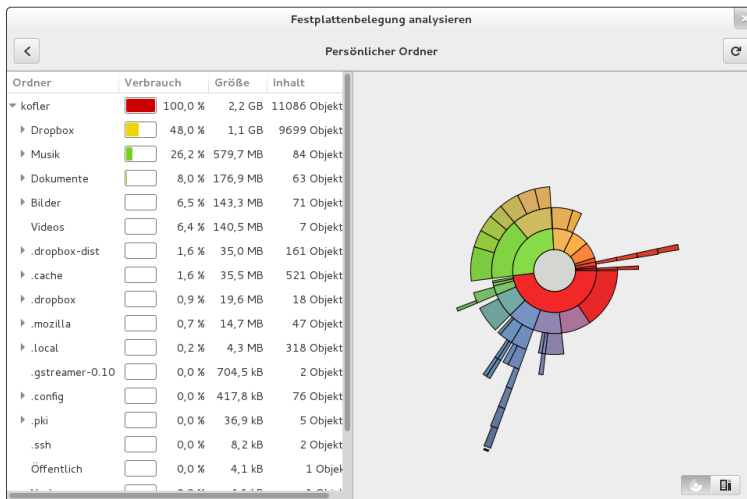 Festplattenbelegung analysieren
Persönlicher Ordner
Ordner Verbrauch Größe Inhalt
kofler 100,0 % 2,2 GB 11086 Objekt
Dropbox 48,0 % 1,1 GB 9699 Objekt
Musik 26,2 % 579,7 MB 84 Objekt
Dokumente 8,0 % 176,9 MB 63 Objekt
Bilder 6,5 % 143,3 MB 71 Objekt
Videos 6,4 % 140,5 MB 7 Objekt
.dropbox-dist 1,6 % 35,0 MB 161 Objekt
.cache 1,6 % 35,5 MB 521 Objekt
.dropbox 0,9 % 19,6 MB 18 Objekt
.mozilla 0,7 % 14,7 MB 47 Objekt
.local 0,2 % 4,3 MB 318 Objekt
.gstreamer-0.10 0,0 % 704,5 kB 2 Objekt
.config 0,0 % 417,8 kB 76 Objekt
.pki 0,0 % 36,9 kB 5 Objekt
.ssh 0,0 % 8,2 kB 2 Objekt
Öffentlich 0,0 % 4,1 kB 1 Objek